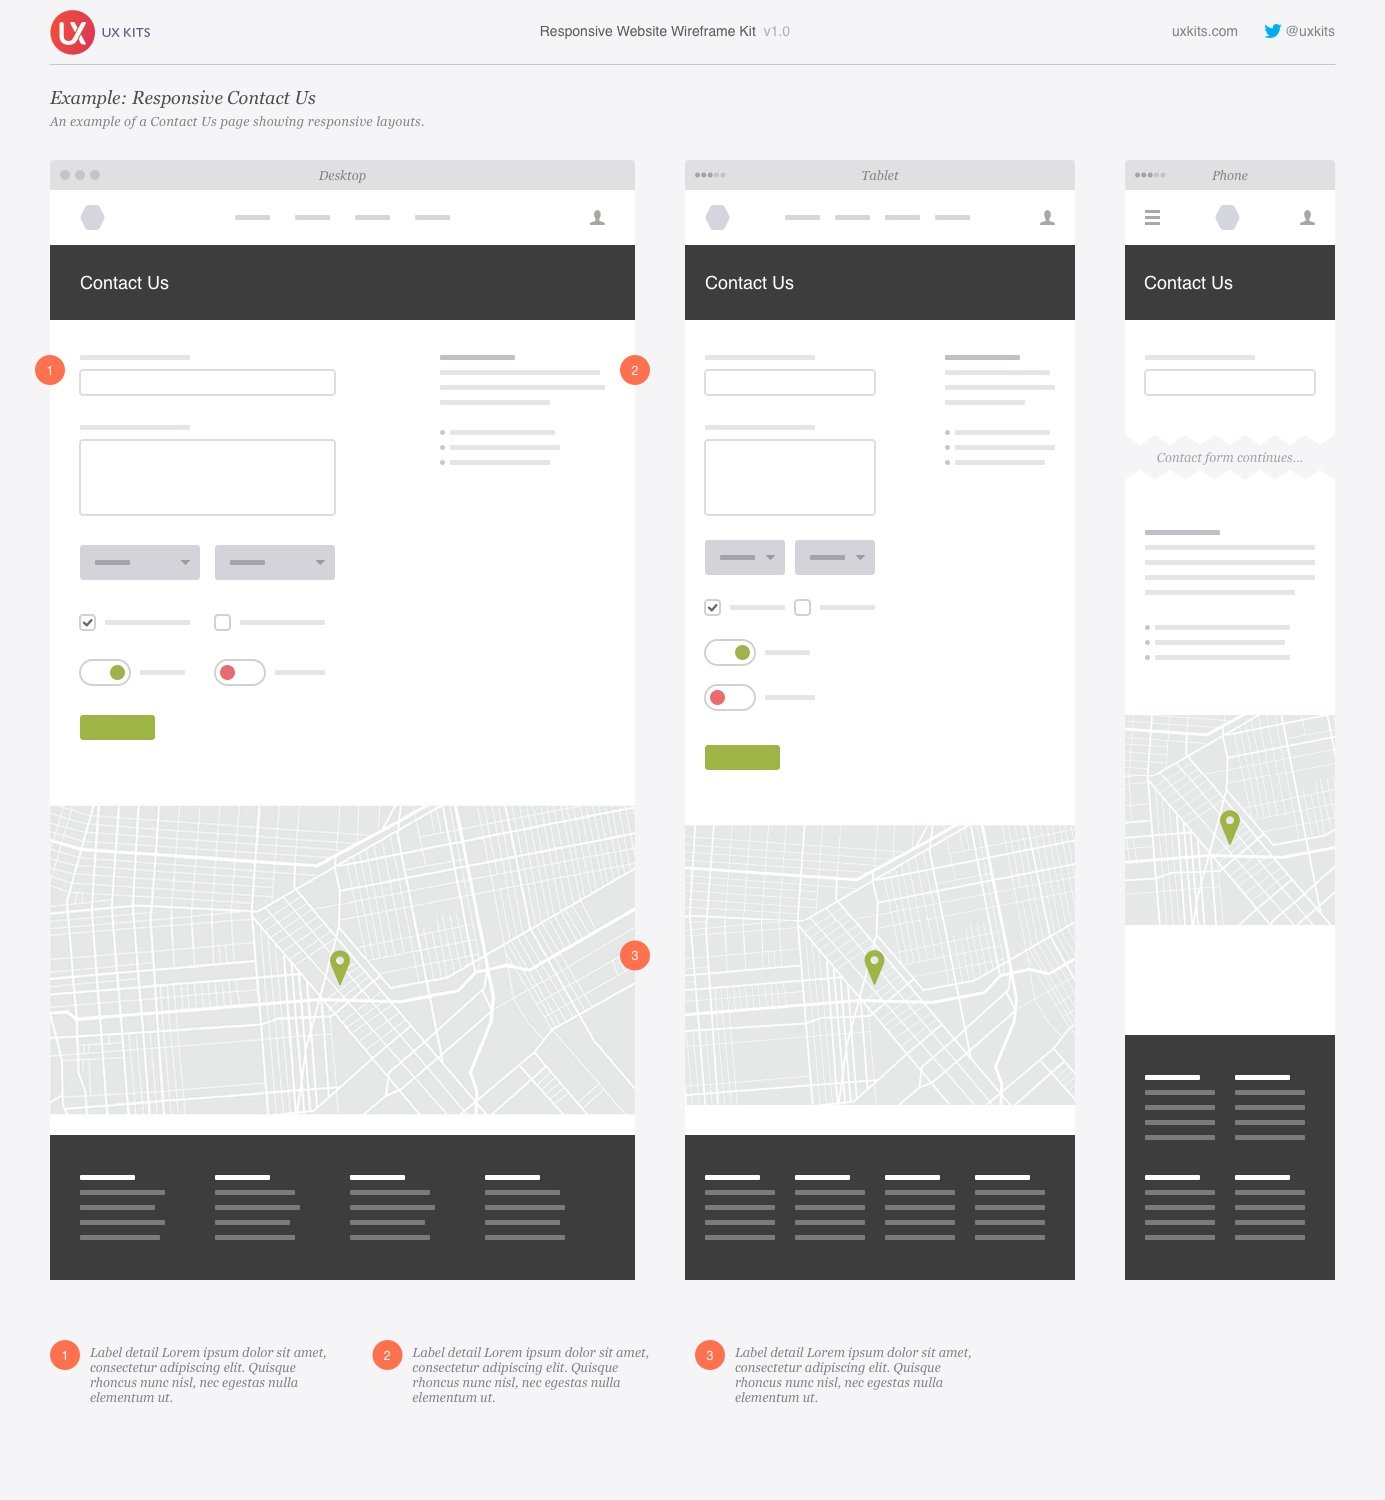 UX UX KITS
Responsive Website Wireframe Kit v1.0
uxkits.com @uxkits
Example: Responsive Contact Us
An example of a Contact Us page showing responsive layouts.
Desktop
Tablet
Phone
Contact Us
Contact Us
Contact Us
1
2
Contact form continues...
3
1
Label detail Lorem ipsum dolor sit amet,
consectetur adipiscing elit. Quisque
rhoncus nunc nisl, nec egestas nulla
elementum ut.
2
Label detail Lorem ipsum dolor sit amet,
consectetur adipiscing elit. Quisque
rhoncus nunc nisl, nec egestas nulla
elementum ut.
3
Label detail Lorem ipsum dolor sit amet,
consectetur adipiscing elit. Quisque
rhoncus nunc nisl, nec egestas nulla
elementum ut.